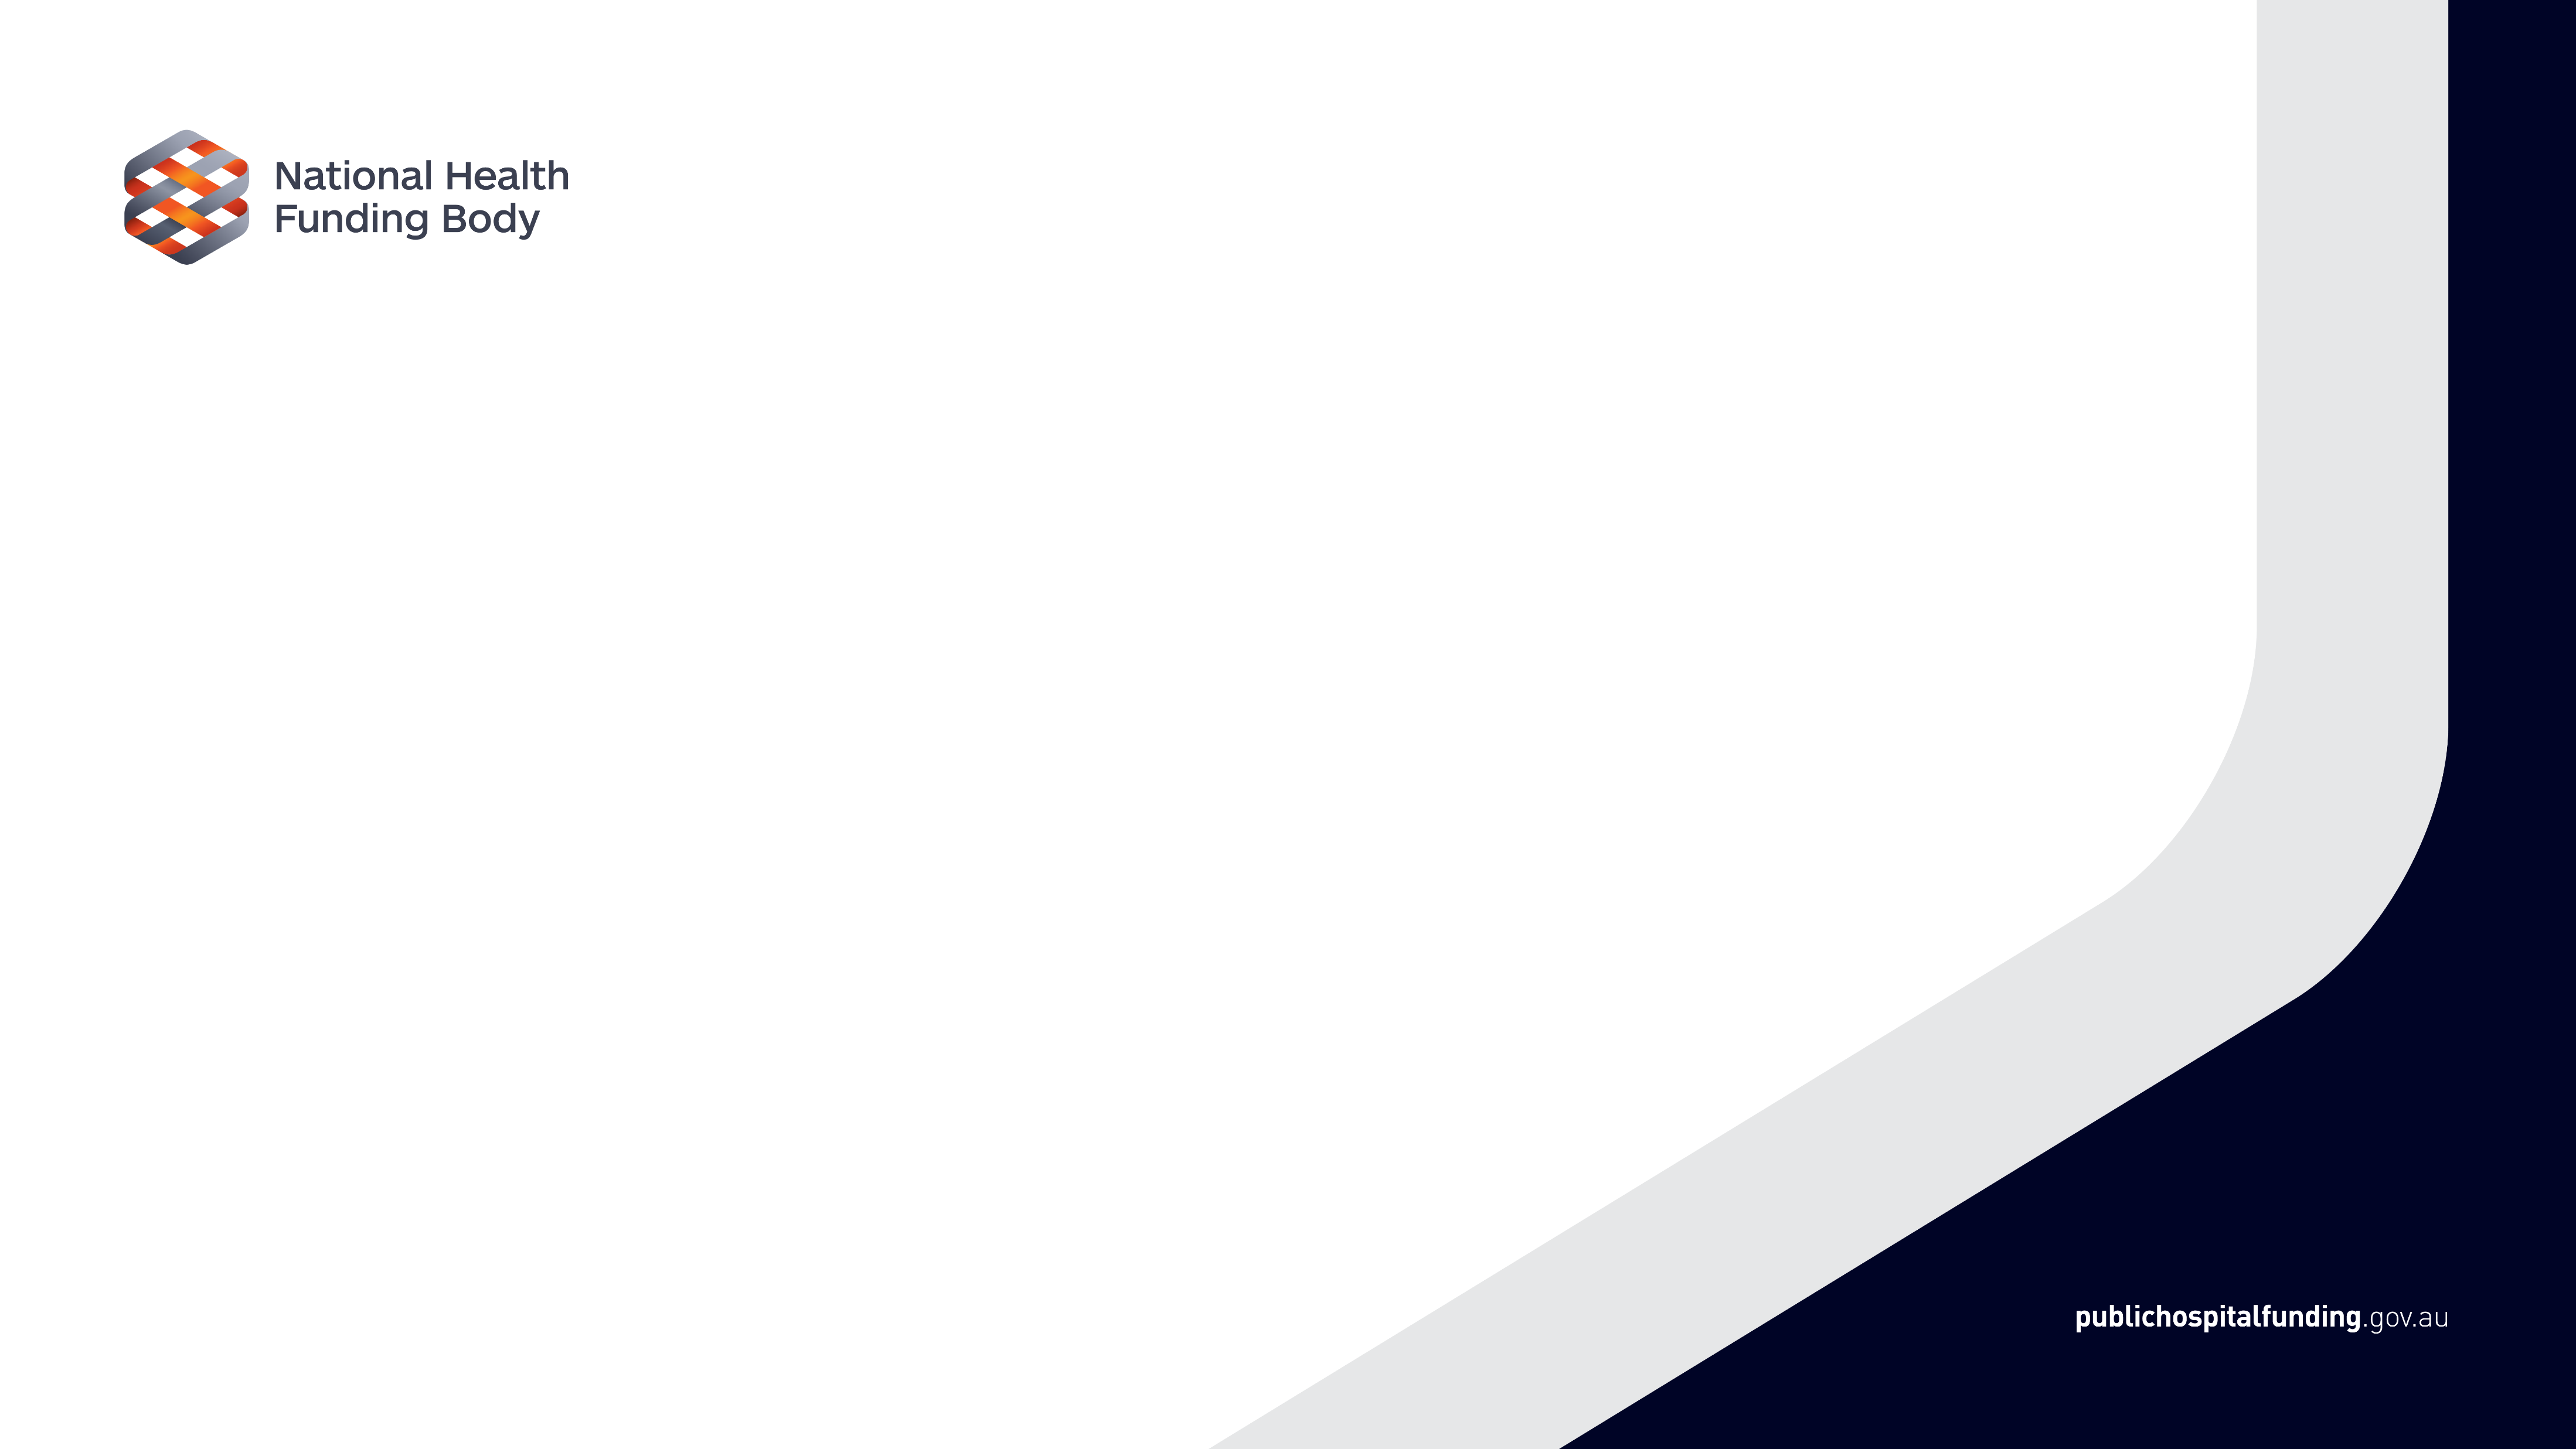 National Health
Funding Body
publichospitalfunding.gov.au